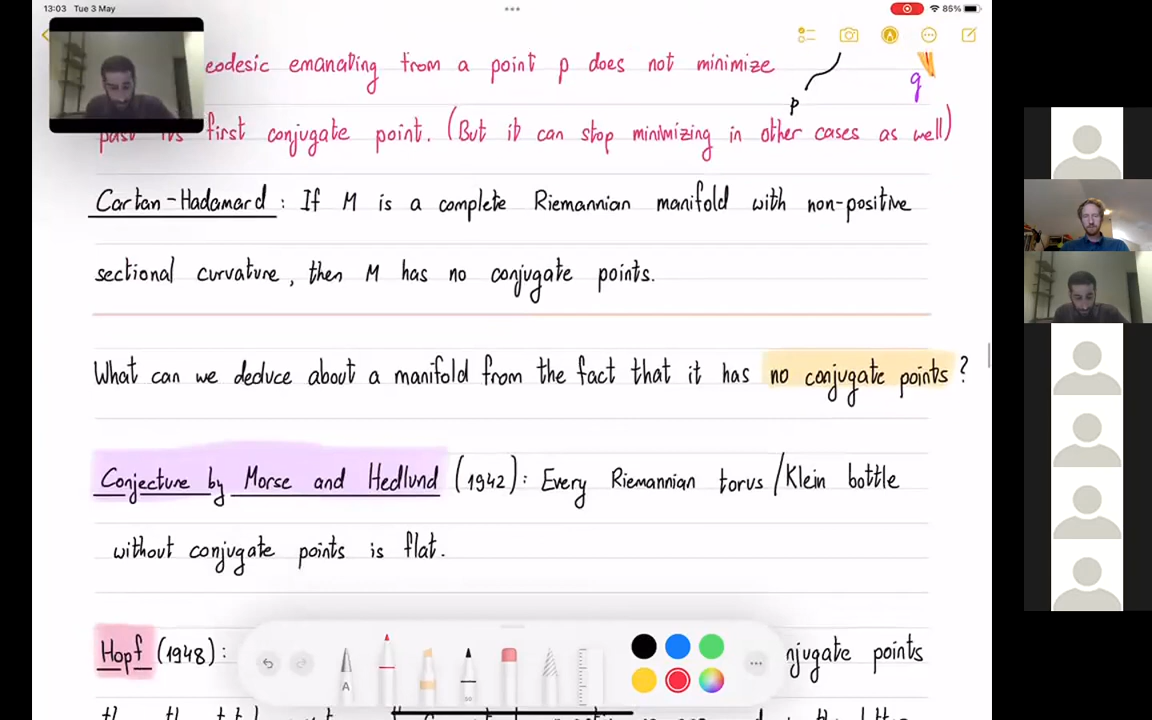 13:03 Tue 3 May
85%
eodesic emanating from a point p does not minimize
p
q
past its first conjugate point. (But it can stop minimizing in other cases as well)
Cartan-Hadamard : If M is a complete Riemannian manifold with non-positive
sectional curvature, then M has no conjugate points.
What can we deduce about a manifold from the fact that it has no conjugate points?
Conjecture by Morse and Hedlund (1942): Every Riemannian torus/Klein bottle
without conjugate points is flat.
Hopf (1948): njugate points
A
50